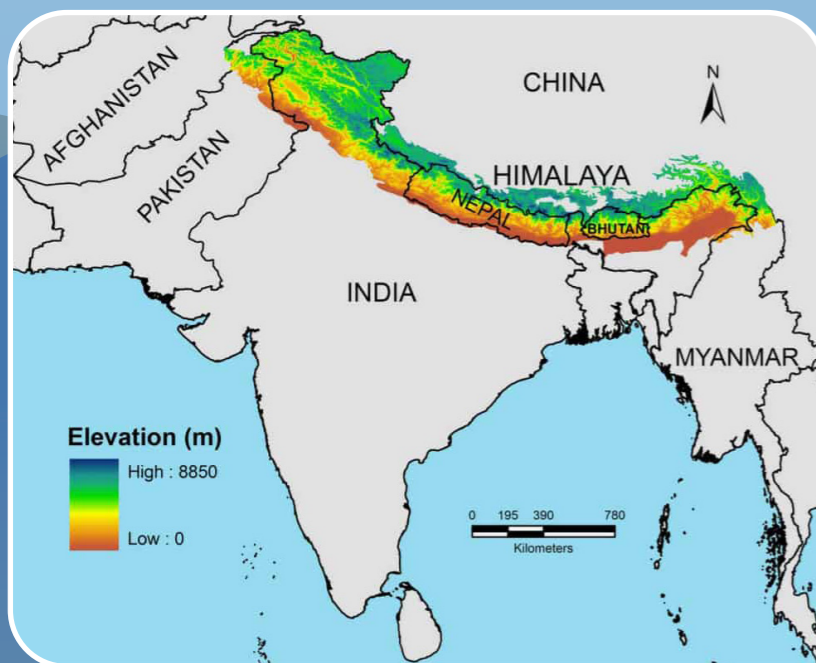 AFGHANISTAN
PAKISTAN
CHINA
N
HIMALAYA
NEPAL
BHUTAN
INDIA
MYANMAR
Elevation (m)
High : 8850
Low : 0
0 195 390 780
Kilometers